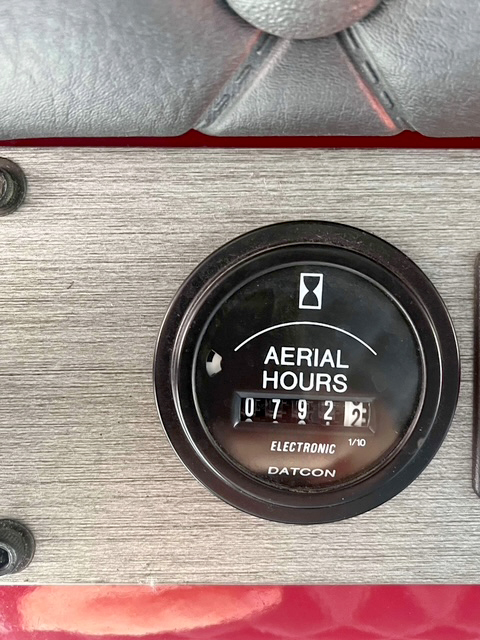 AERIAL
HOURS
0 7 9 2 2
1/10
ELECTRONIC
DATCON